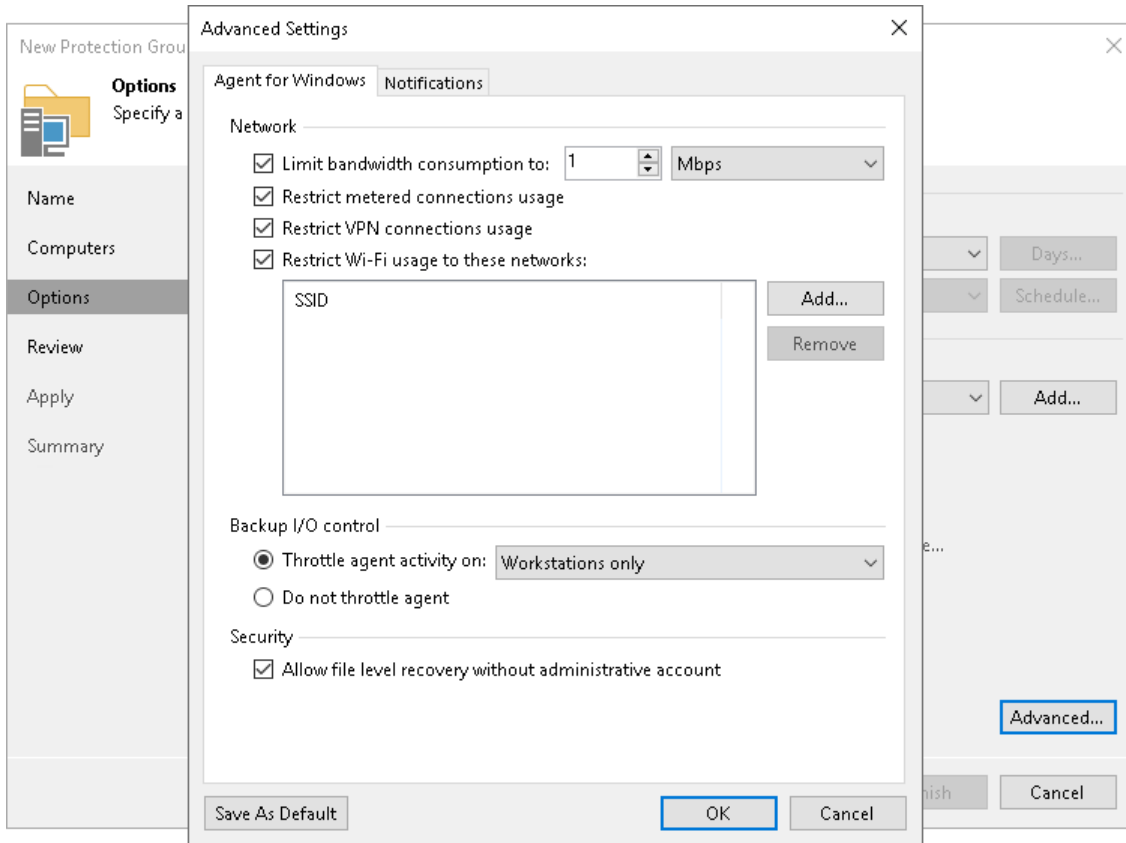 Advanced Settings
New Protection Grou
Options
Specify a
Name
Computers
Options
Review
Apply
Summary
Agent for Windows
Notifications
Network
Limit bandwidth consumption to: 1 Mbps
Restrict metered connections usage
Restrict VPN connections usage
Restrict Wi-Fi usage to these networks:
SSID
Add...
Remove
Backup I/O control
Throttle agent activity on: Workstations only
Do not throttle agent
Security
Allow file level recovery without administrative account
Save As Default
OK
Cancel
Days...
Schedule...
Add...
e...
Advanced...
nish
Cancel